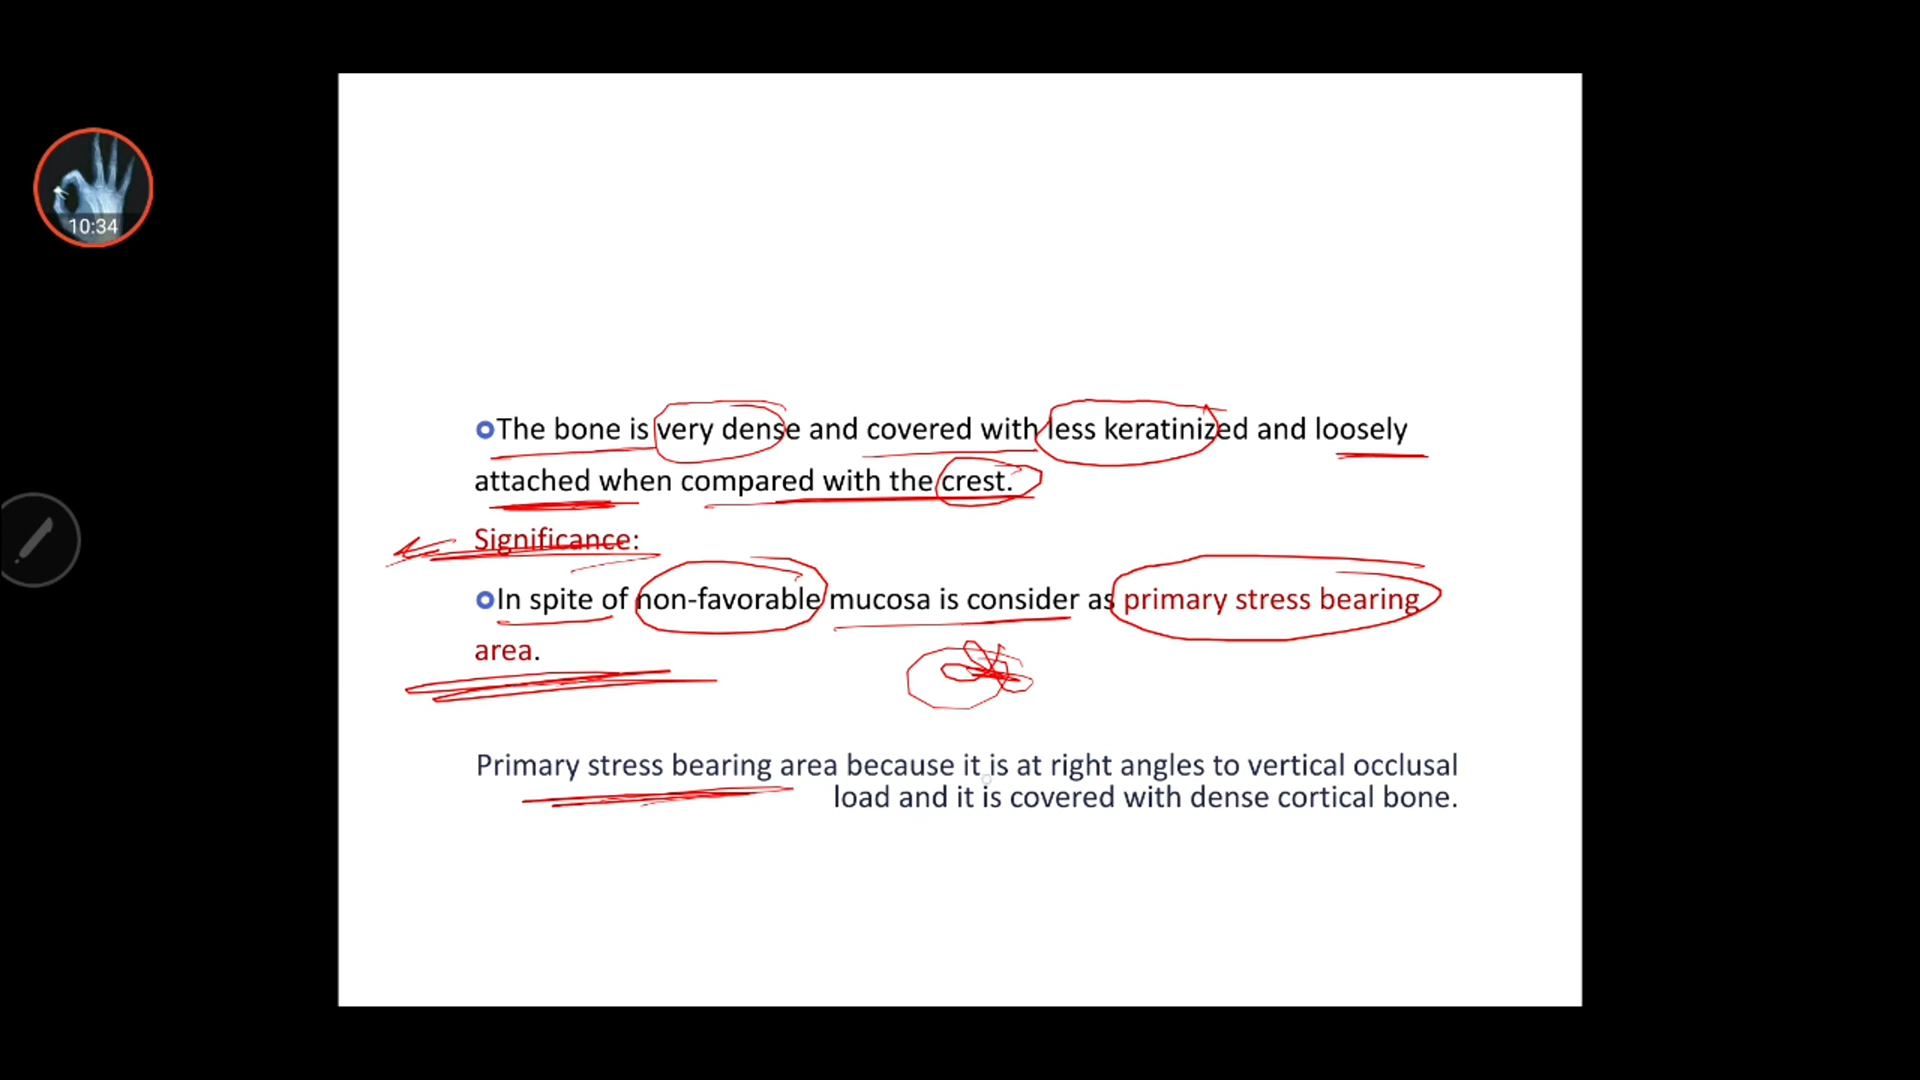 10:34
The bone is very dense and covered with less keratinized and loosely
attached when compared with the crest.
Significance:
In spite of non-favorable mucosa is consider as primary stress bearing
area.
Primary stress bearing area because it is at right angles to vertical occlusal
load and it is covered with dense cortical bone.